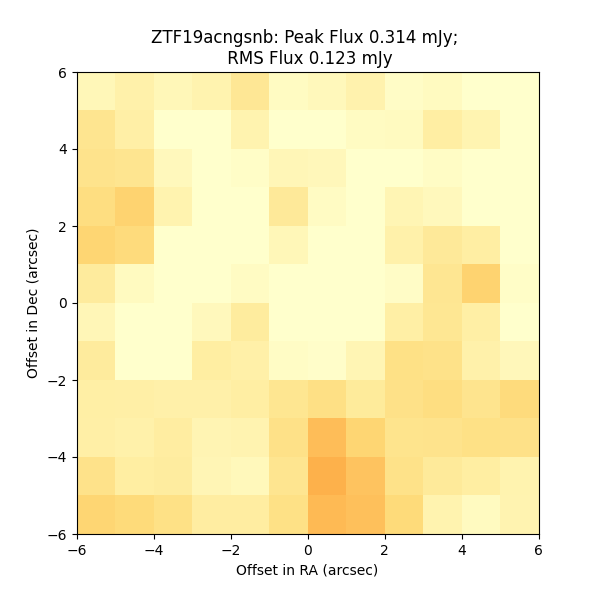 ZTF19acngsnb: Peak Flux 0.314 mJy;
RMS Flux 0.123 mJy
6
4
2
0
−2
−4
−6
Offset in Dec (arcsec)
−6 −4 −2 0 2 4 6
Offset in RA (arcsec)